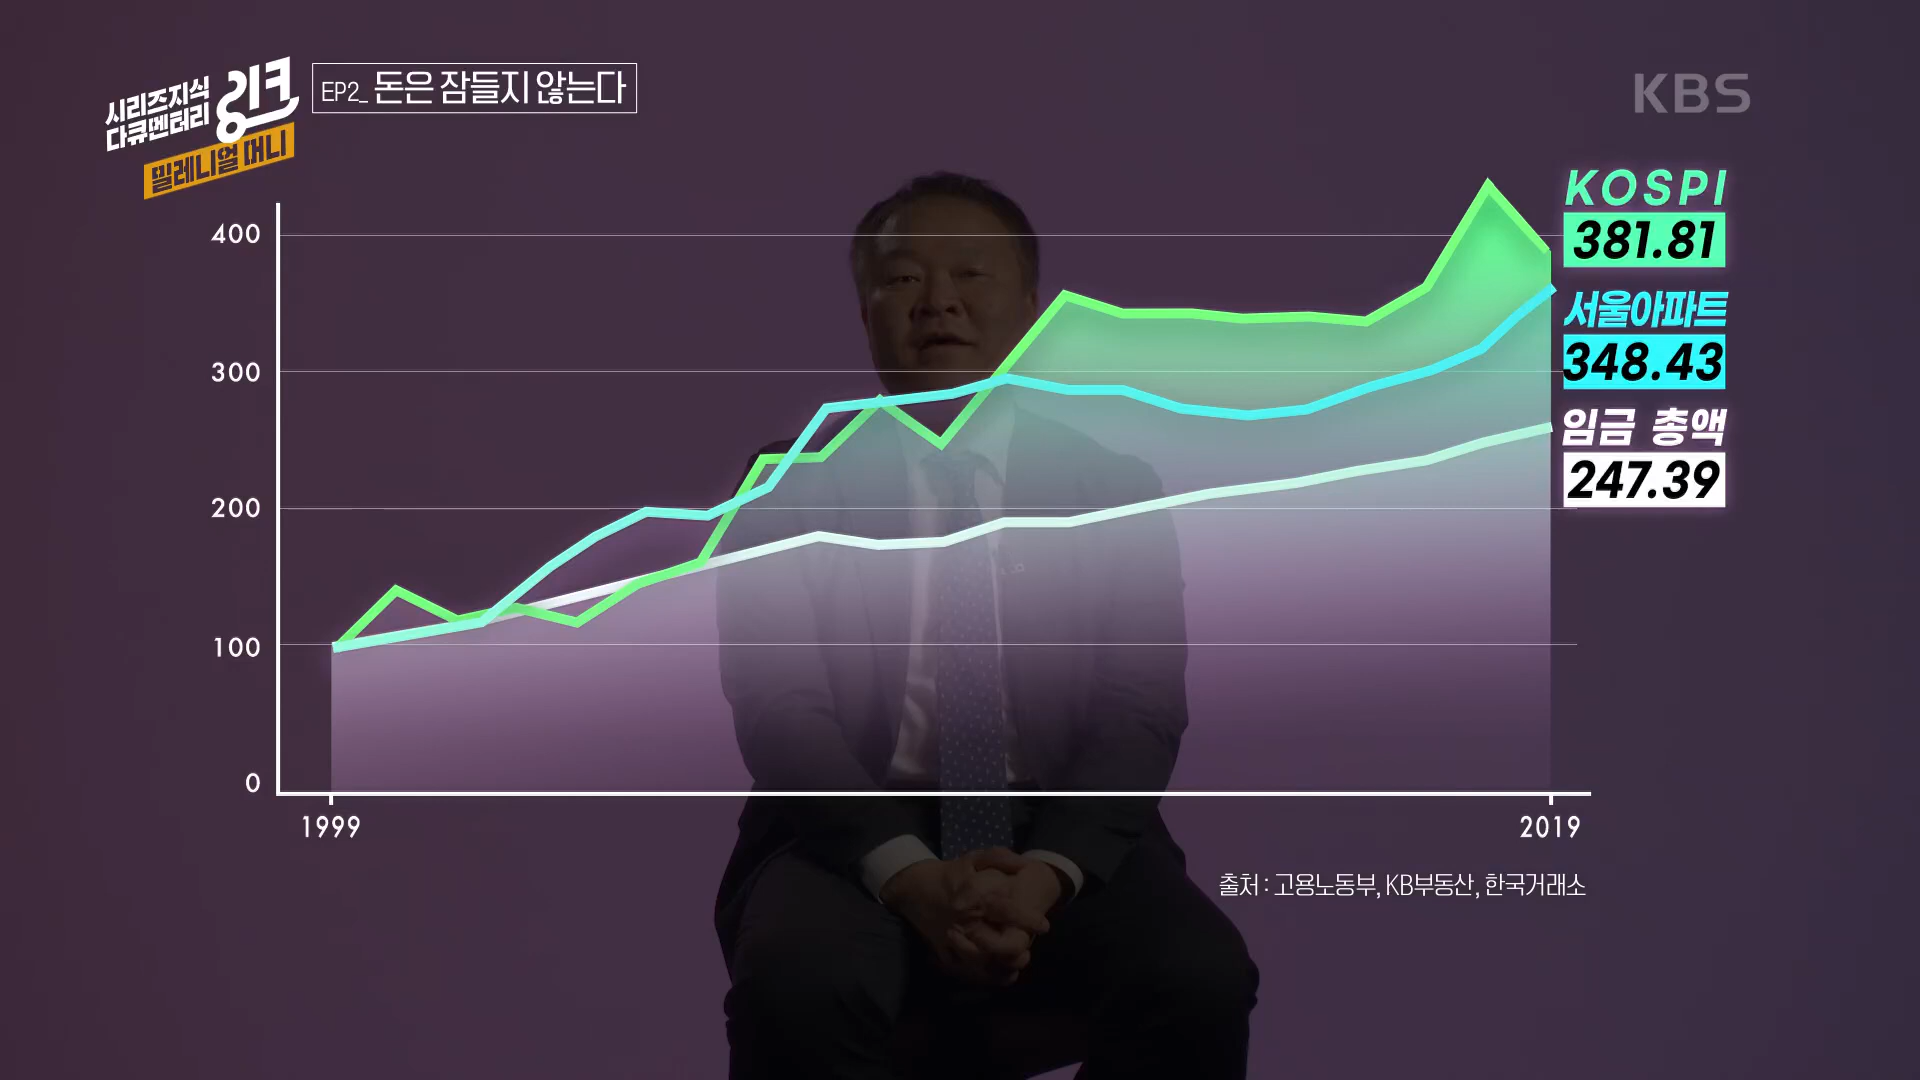 시리즈지식
다큐멘터리
링크
밀레니얼 머니
EP2_ 돈은 잠들지 않는다
KBS
KOSPI
381.81
서울아파트
348.43
임금 총액
247.39
400
300
200
100
0
1999
2019
출처 : 고용노동부, KB부동산, 한국거래소